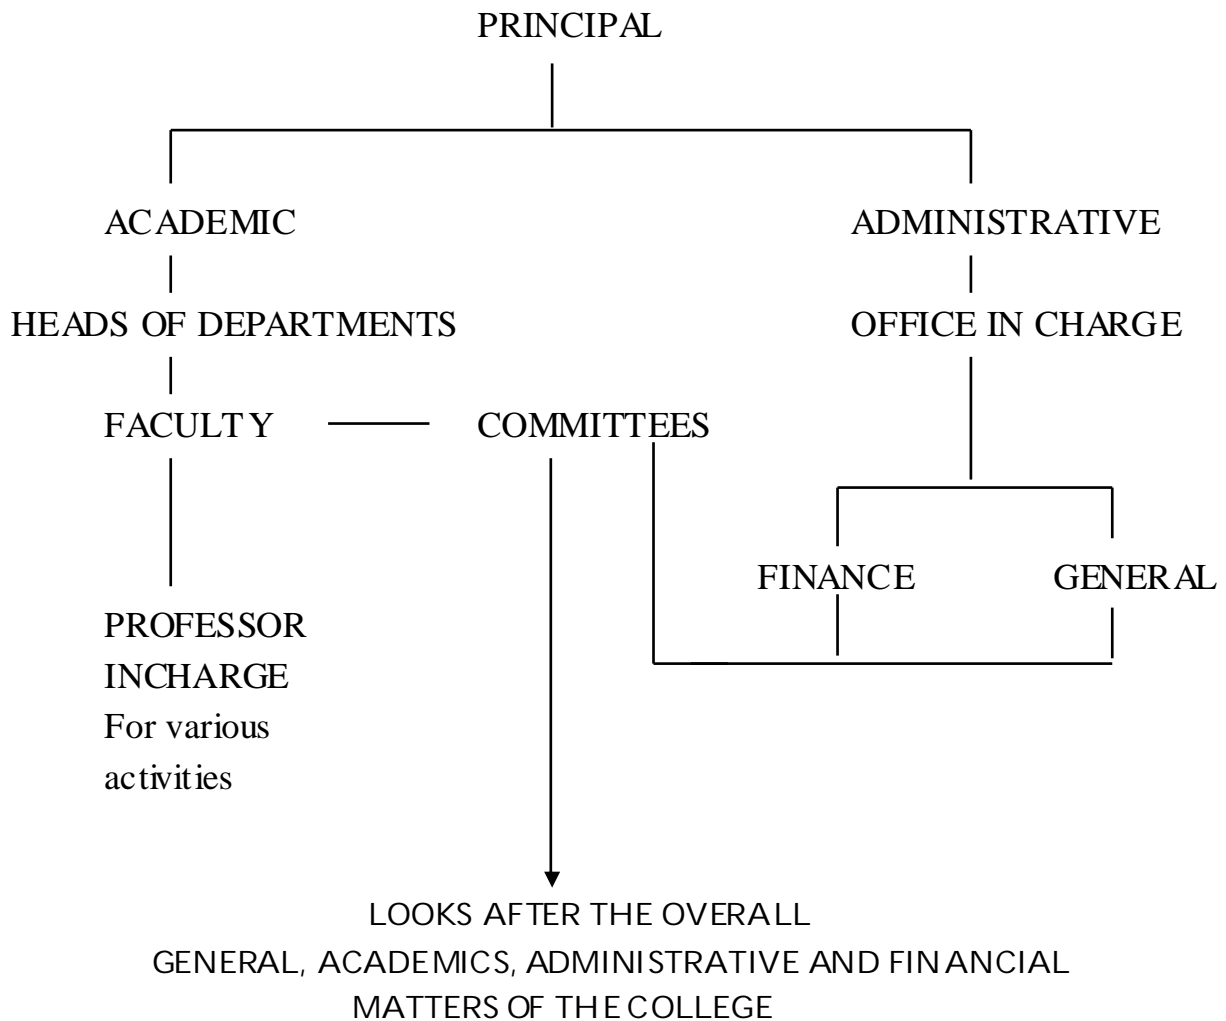 PRINCIPAL
ACADEMIC
ADMINISTRATIVE
HEADS OF DEPARTMENTS
OFFICE IN CHARGE
FACULTY
COMMITTEES
FINANCE
GENERAL
PROFESSOR
INCHARGE
For various
activities
LOOKS AFTER THE OVERALL
GENERAL, ACADEMICS, ADMINISTRATIVE AND FINANCIAL
MATTERS OF THE COLLEGE